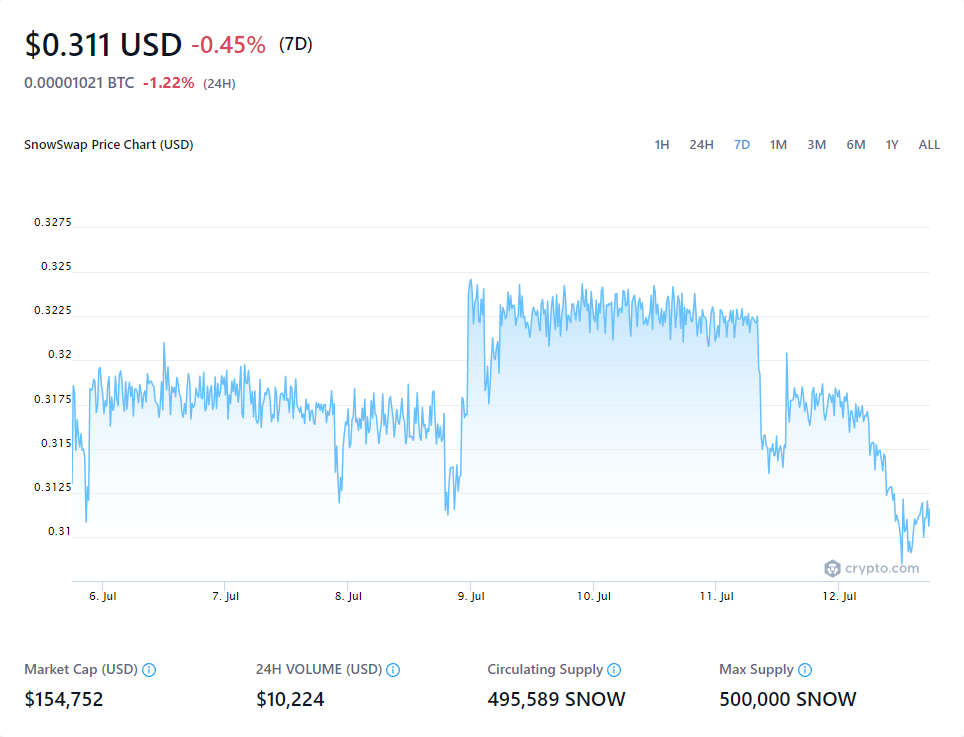 $0.311 USD -0.45% (7D)
0.00001021 BTC -1.22% (24H)
SnowSwap Price Chart (USD) 1H 24H 7D 1M 3M 6M 1Y ALL
0.3275
0.325
0.3225
0.32
0.3175
0.315
0.3125
0.31
crypto.com
6. Jul 7. Jul 8. Jul 9. Jul 10. Jul 11. Jul 12. Jul
Market Cap (USD) 24H VOLUME (USD) Circulating Supply Max Supply
$154,752 $10,224 495,589 SNOW 500,000 SNOW